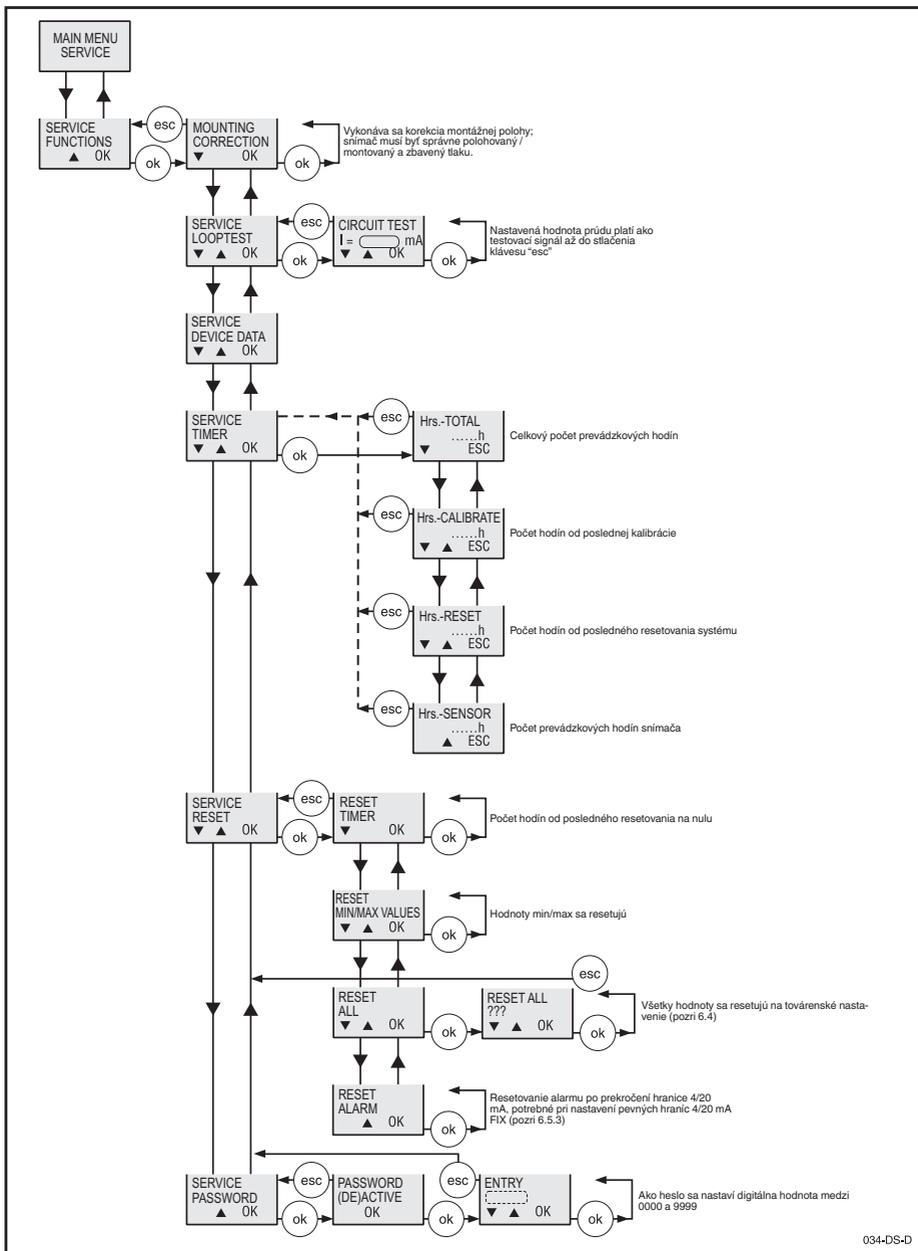 MAIN MENU
SERVICE
SERVICE
FUNCTIONS
▲ OK
esc
ok
MOUNTING
CORRECTION
▼ OK
ok
Vykonáva sa korekcia montážnej polohy;
snímač musí byť správne polohovaný /
montovaný a zbavený tlaku.
SERVICE
LOOPTEST
▼ ▲ OK
esc
ok
CIRCUIT TEST
I = mA
▼ ▲ OK
ok
Nastavená hodnota prúdu platí ako
testovací signál až do stlačenia
klávesu “esc”
SERVICE
DEVICE DATA
▼ ▲ OK
SERVICE
TIMER
▼ ▲ OK
ok
esc
Hrs.-TOTAL
......h
▼ ESC
Celkový počet prevádzkových hodín
esc
Hrs.-CALIBRATE
......h
▼ ▲ ESC
Počet hodín od poslednej kalibrácie
esc
Hrs.-RESET
......h
▼ ▲ ESC
Počet hodín od posledného resetovania systému
esc
Hrs.-SENSOR
......h
▲ ESC
Počet prevádzkových hodín snímača
SERVICE
RESET
▼ ▲ OK
esc
ok
RESET
TIMER
▼ OK
ok
Počet hodín od posledného resetovania na nulu
RESET
MIN/MAX VALUES
▼ ▲ OK
ok
Hodnoty min/max sa resetujú
esc
RESET
ALL
▼ ▲ OK
ok
RESET ALL
???
▼ ▲ OK
ok
Všetky hodnoty sa resetujú na továrenské nasta-
venie (pozri 6.4)
RESET
ALARM
▲ OK
ok
Resetovanie alarmu po prekročení hranice 4/20
mA, potrebné pri nastavení pevných hraníc 4/20 mA
FIX (pozri 6.5.3)
SERVICE
PASSWORD
▲ OK
esc
ok
PASSWORD
(DE)ACTIVE
OK
esc
ok
ENTRY
▼ ▲ OK
ok
Ako heslo sa nastaví digitálna hodnota medzi
0000 a 9999
034-DS-D